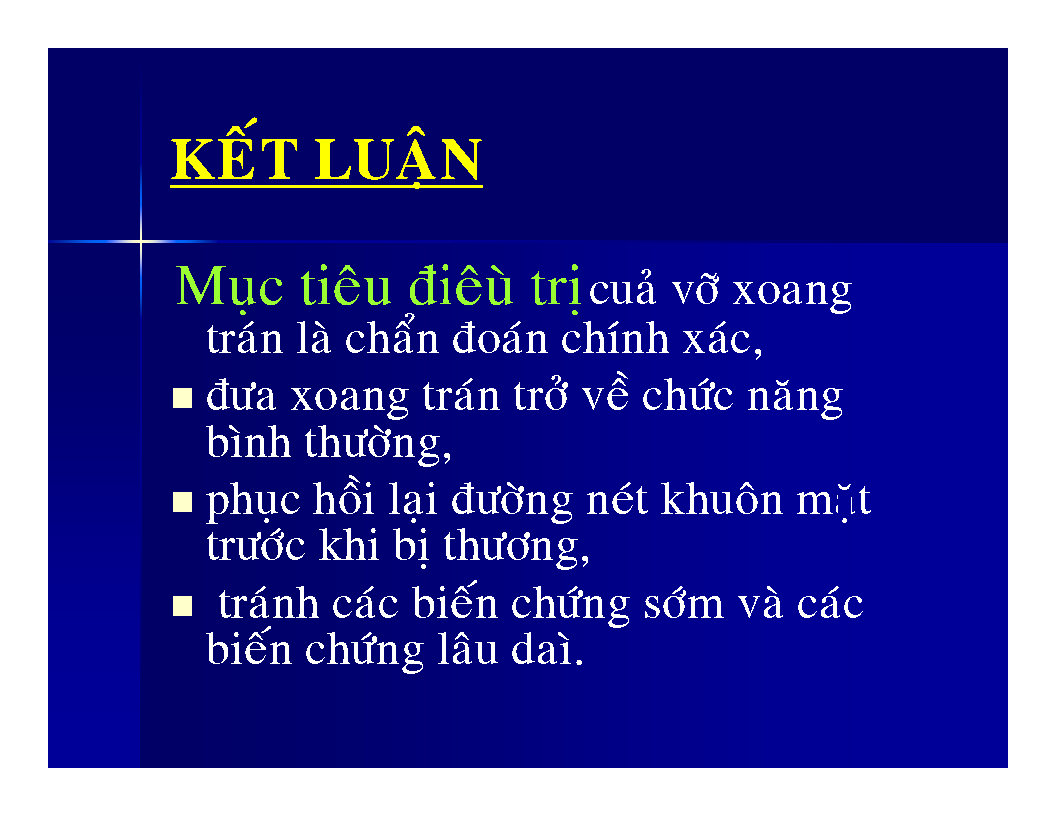 KẾT LUẬN
Mục tiêu điêù trị cuả vỡ xoang
trán là chẩn đoán chính xác,
đưa xoang trán trở về chức năng
bình thường,
phục hồi lại đường nét khuôn mặt
trước khi bị thương,
tránh các biến chứng sớm và các
biến chứng lâu daì.